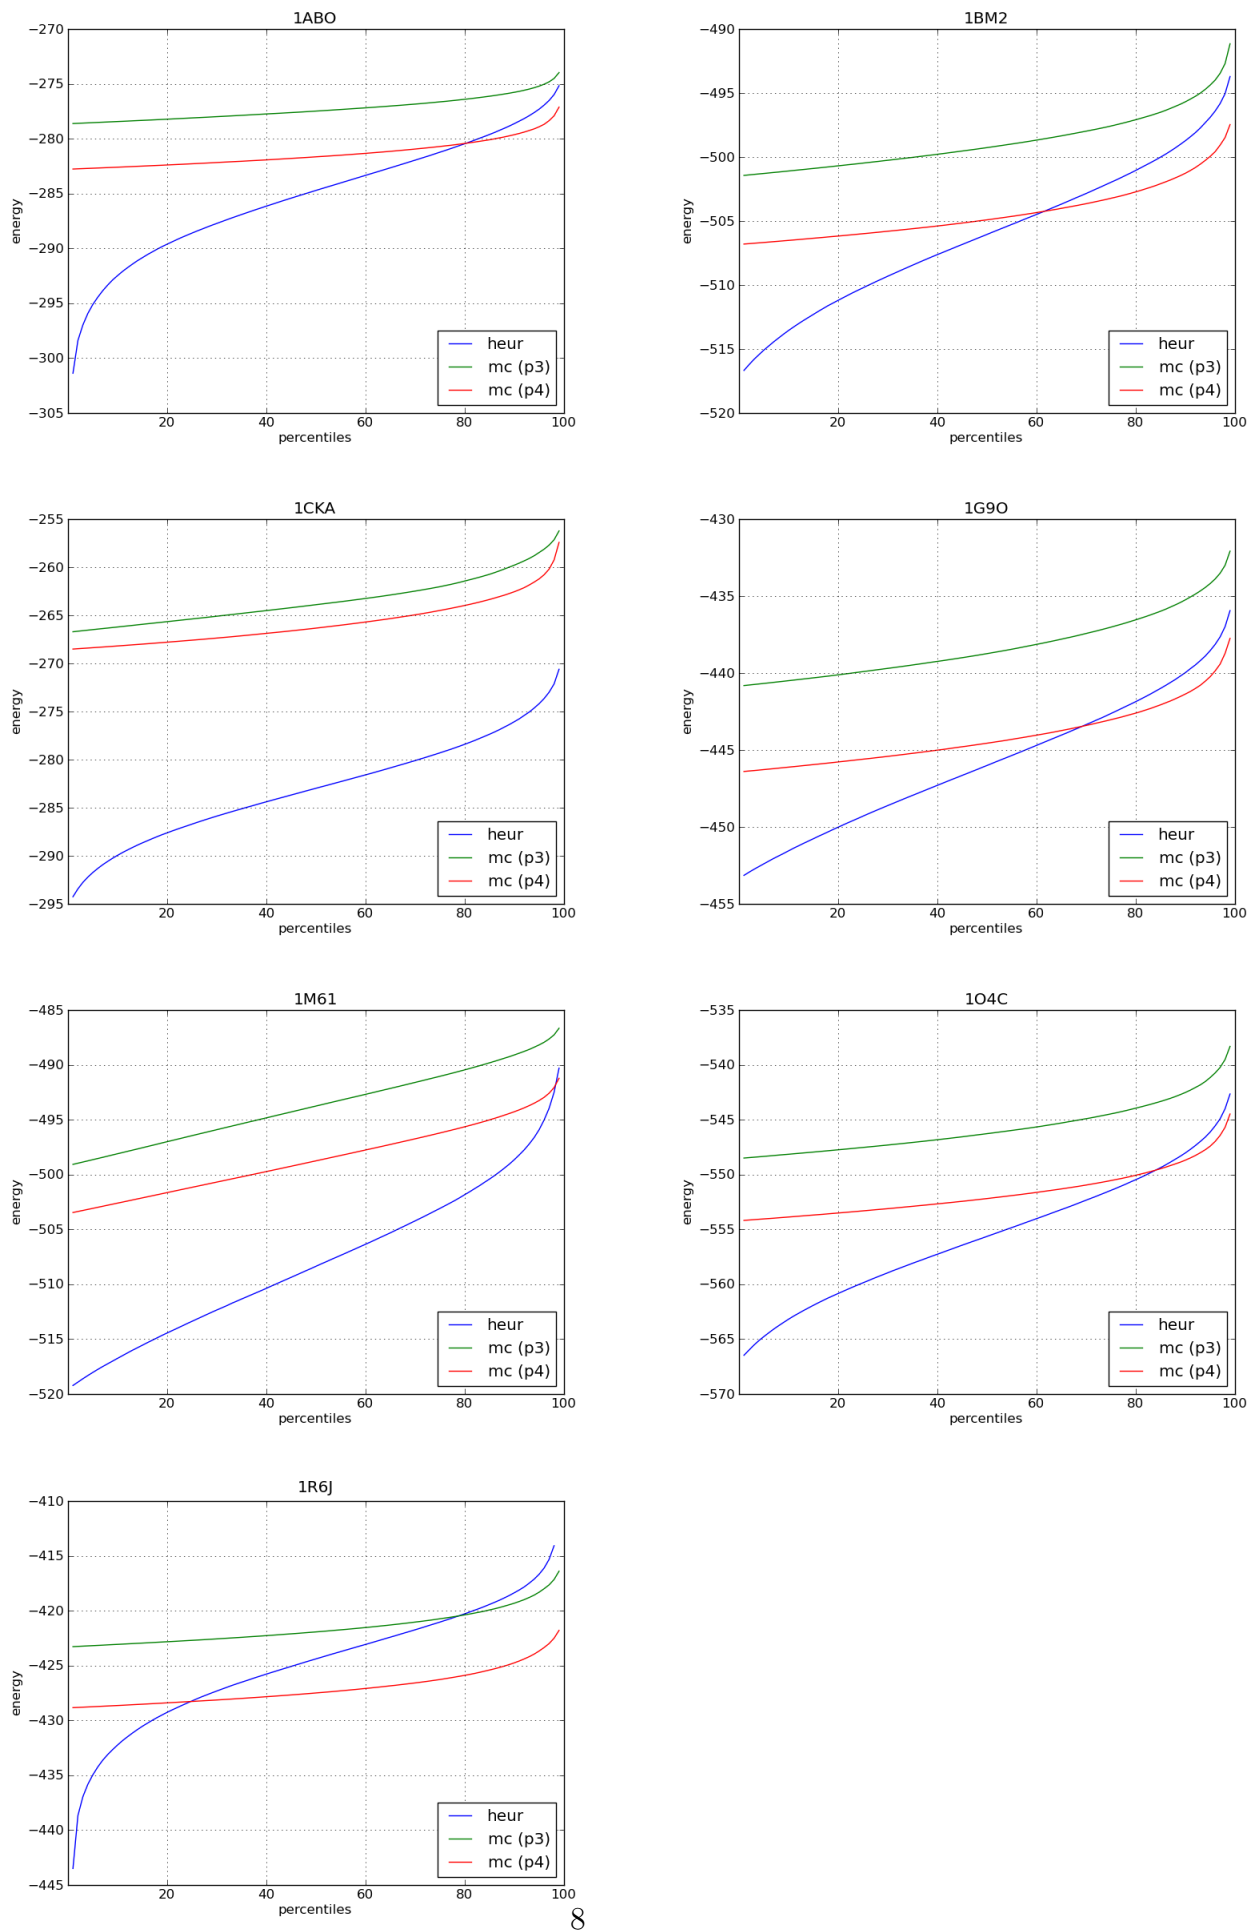 1ABO
−270
−275
−280
−285
−290
−295
−300
−305
energy
heur
mc (p3)
mc (p4)
20 40 60 80 100
percentiles
1BM2
−490
−495
−500
−505
−510
−515
−520
energy
heur
mc (p3)
mc (p4)
20 40 60 80 100
percentiles
1CKA
−255
−260
−265
−270
−275
−280
−285
−290
−295
energy
heur
mc (p3)
mc (p4)
20 40 60 80 100
percentiles
1G9O
−430
−435
−440
−445
−450
−455
energy
heur
mc (p3)
mc (p4)
20 40 60 80 100
percentiles
1M61
−485
−490
−495
−500
−505
−510
−515
−520
energy
heur
mc (p3)
mc (p4)
20 40 60 80 100
percentiles
1O4C
−535
−540
−545
−550
−555
−560
−565
−570
energy
heur
mc (p3)
mc (p4)
20 40 60 80 100
percentiles
1R6J
−410
−415
−420
−425
−430
−435
−440
−445
energy
heur
mc (p3)
mc (p4)
20 40 60 80 100
percentiles
8